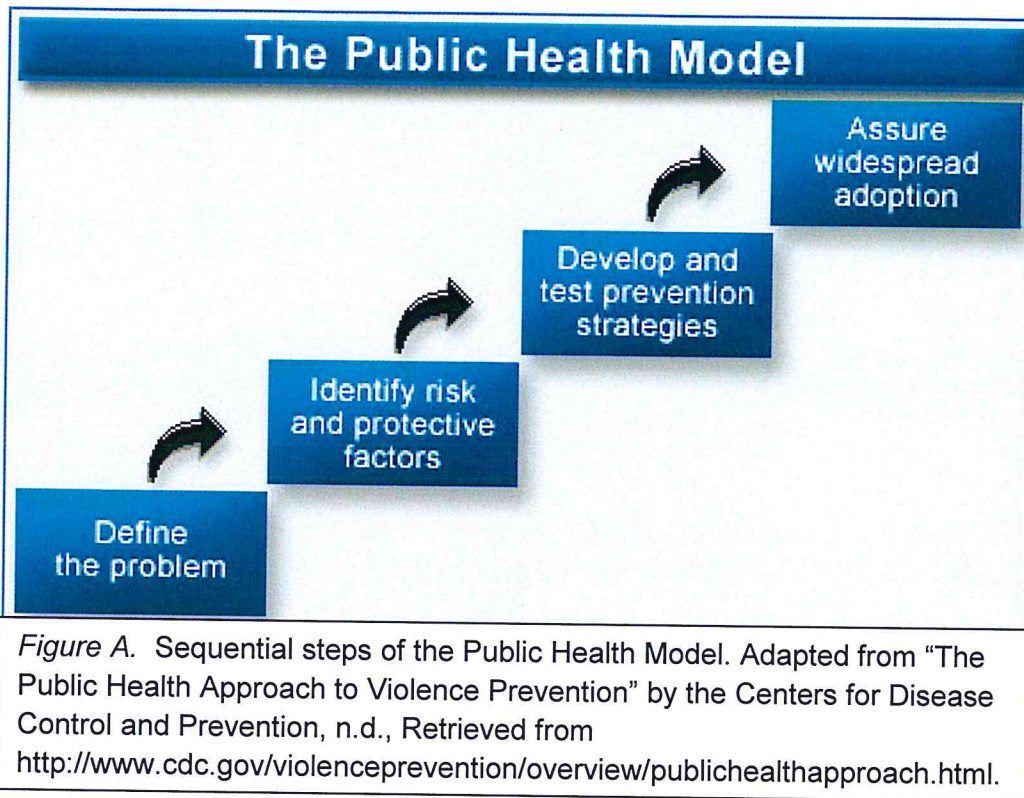 The Public Health Model
Assure
widespread
adoption
Develop and
test prevention
strategies
Identify risk
and protective
factors
Define
the problem
Figure A. Sequential steps of the Public Health Model. Adapted from “The
Public Health Approach to Violence Prevention” by the Centers for Disease
Control and Prevention, n.d., Retrieved from
http://www.cdc.gov/violenceprevention/overview/publichealthapproach.html.